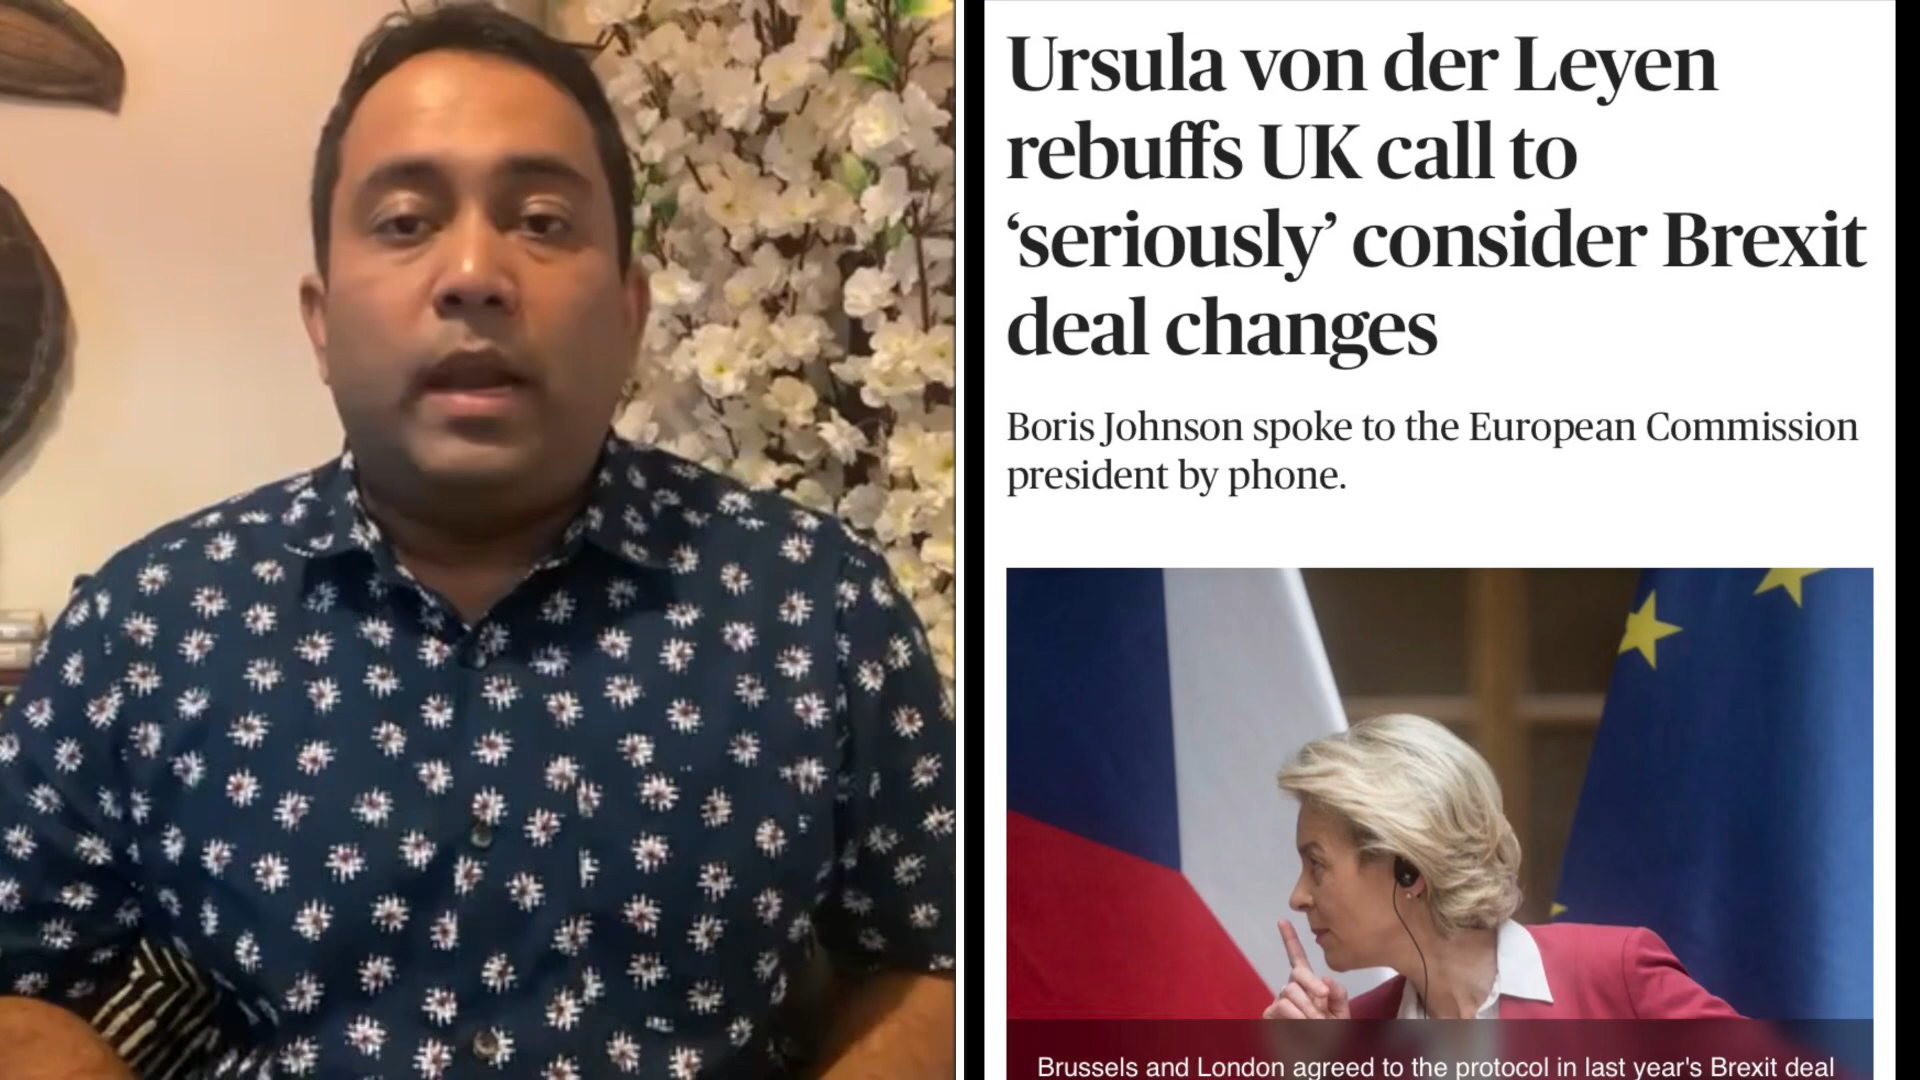 Ursula von der Leyen
rebuffs UK call to
‘seriously’ consider Brexit
deal changes
Boris Johnson spoke to the European Commission
president by phone.
Brussels and London agreed to the protocol in last year's Brexit deal